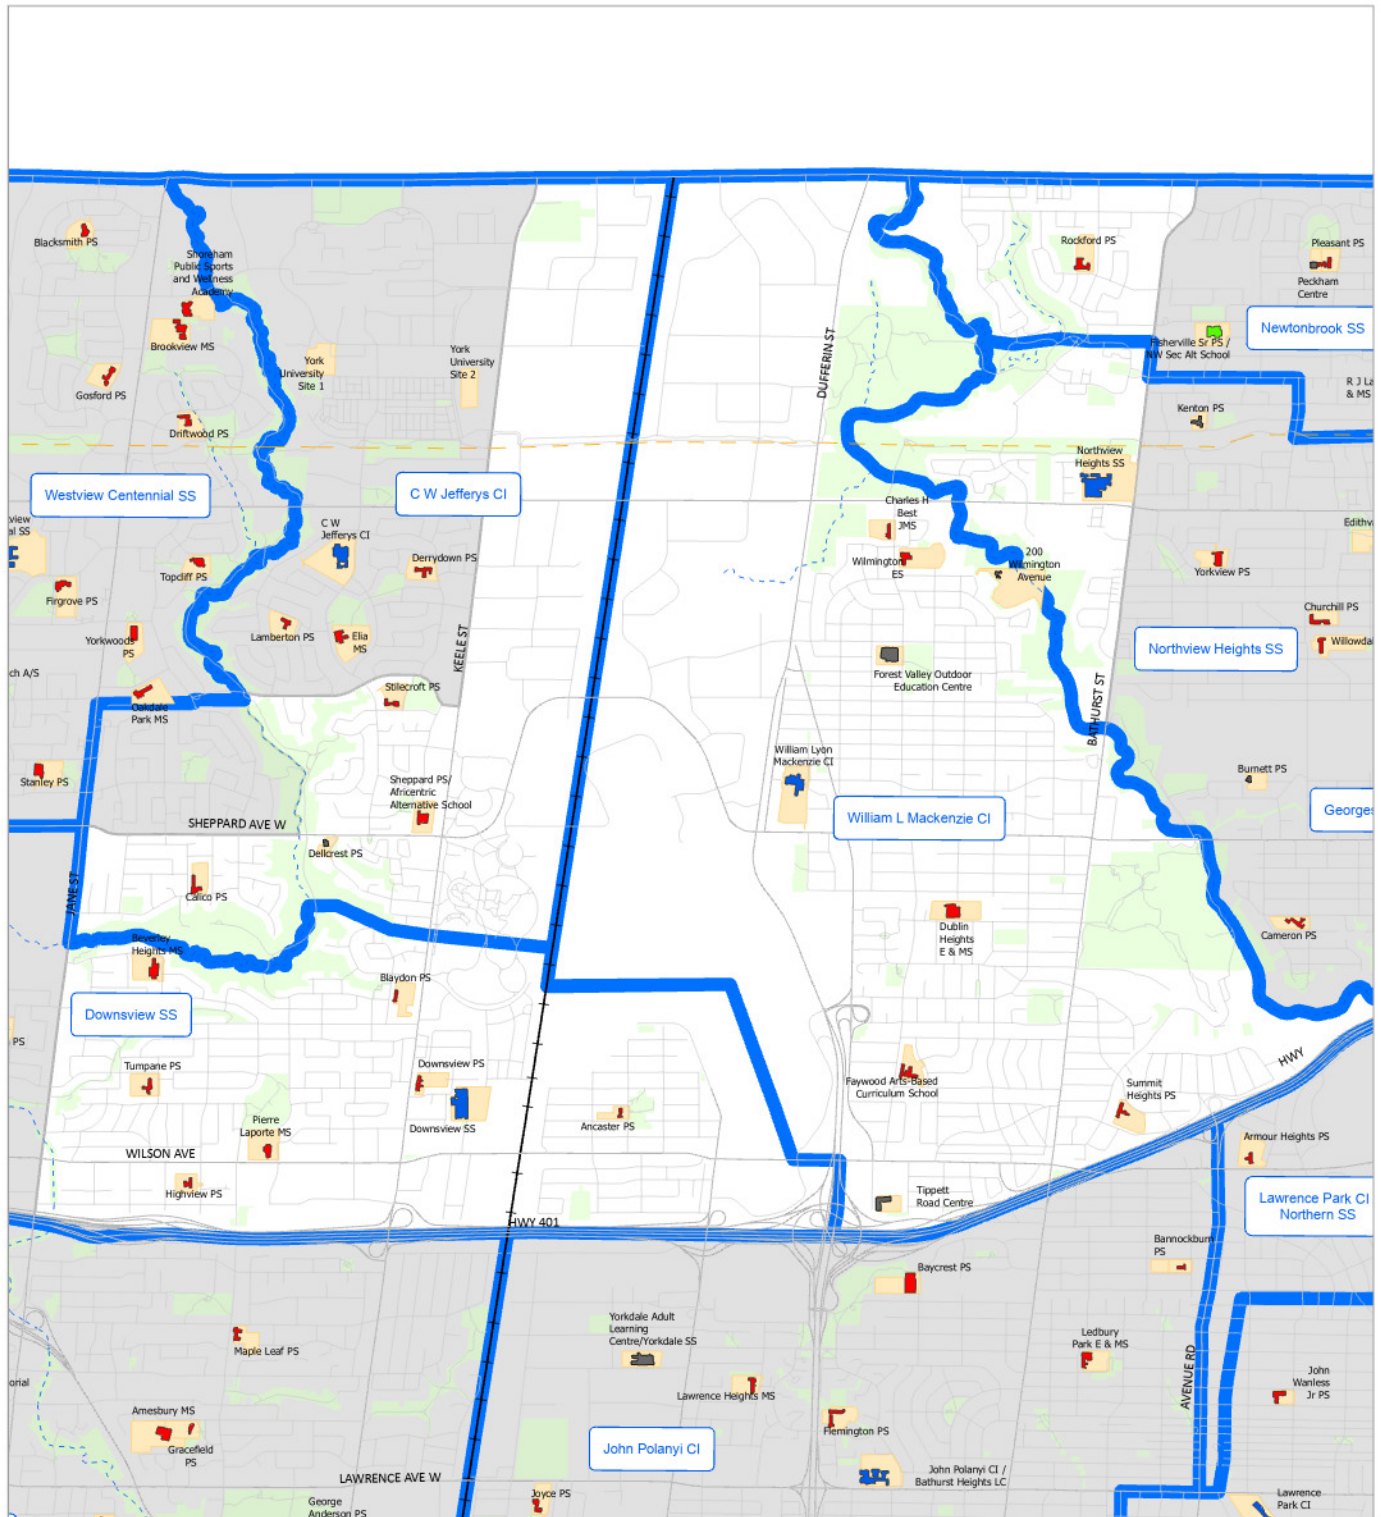 Blacksmith PS
Shoreham
Public Sports
and Wellness
Academy
Brookview MS
Gosford PS
Driftwood PS
York
University
Site 1
York
University
Site 2
DUFFERIN ST
Rockford PS
Pleasant PS
Peckham
Centre
Newtonbrook SS
Fisherville Sr PS /
NW Sec Alt School
R J La
& MS
Kenton PS
Westview Centennial SS
C W Jefferys CI
Northview
Heights SS
view
al SS
C W
Jefferys CI
Derrydown PS
Topcliff PS
Firgrove PS
Charles H
Best
JMS
Wilmington
ES
200
Wilmington
Avenue
Edithv
Yorkview PS
Churchill PS
Willowda
Yorkwoods
PS
Lamberton PS
Elia
MS
KEELE ST
Northview Heights SS
ch A/S
Oakdale
Park MS
Stilecroft PS
Forest Valley Outdoor
Education Centre
BATHURST ST
Stanley PS
Sheppard PS/
Africentric
Alternative School
William Lyon
Mackenzie CI
Burnett PS
William L Mackenzie CI
Georges
SHEPPARD AVE W
Dellcrest PS
JANE ST
Calico PS
Beverley
Heights MS
Dublin
Heights
E & MS
Cameron PS
Blaydon PS
Downsview SS
PS
Tumpane PS
Downsview PS
Downsview SS
Pierre
Laporte MS
Ancaster PS
Faywood Arts-Based
Curriculum School
Summit
Heights PS
HWY
Armour Heights PS
WILSON AVE
Highview PS
Tippett
Road Centre
Lawrence Park CI
Northern SS
HWY 401
Bannockburn
PS
Baycrest PS
Maple Leaf PS
Yorkdale Adult
Learning
Centre/Yorkdale SS
Ledbury
Park E & MS
John
Wanless
Jr PS
orial
AVENUE RD
Lawrence Heights MS
Amesbury MS
Gracefield
PS
Flemington PS
John Polanyi CI
LAWRENCE AVE W
John Polanyi CI /
Bathurst Heights LC
George
Anderson PS
Joyce PS
Lawrence
Park CI